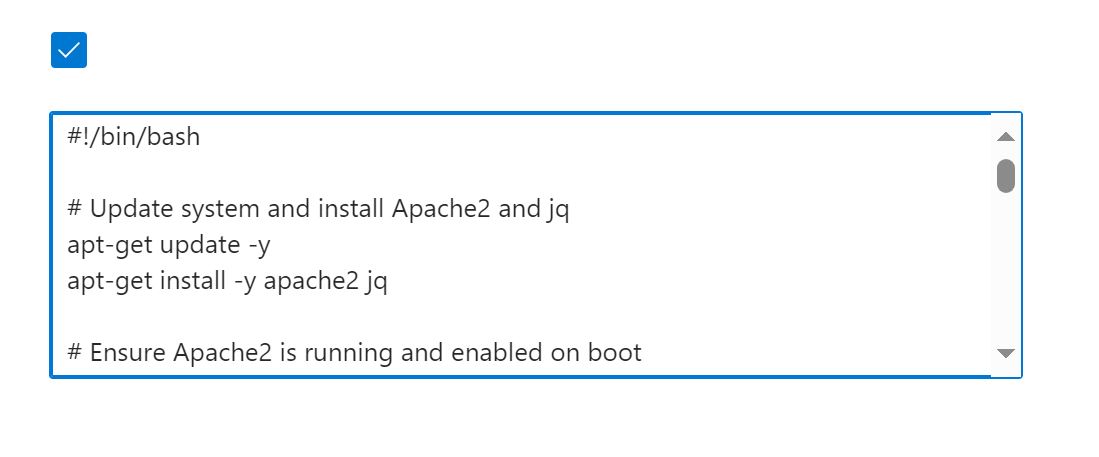 #!/bin/bash
# Update system and install Apache2 and jq
apt-get update -y
apt-get install -y apache2 jq
# Ensure Apache2 is running and enabled on boot